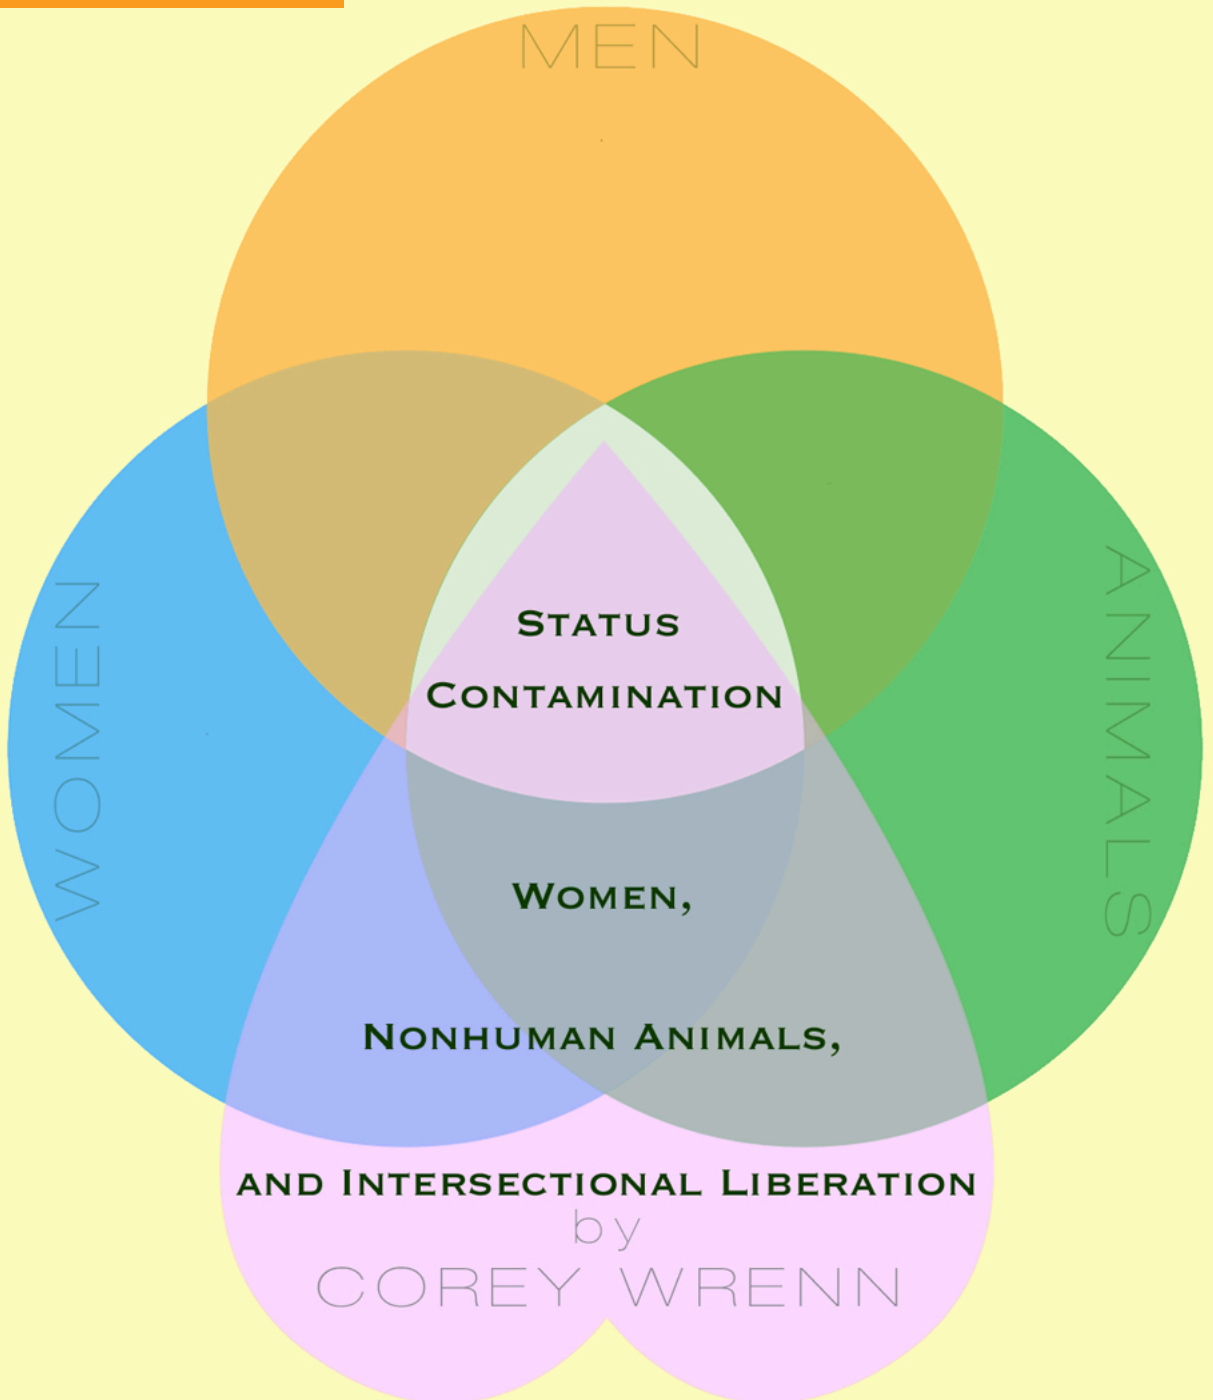 MEN
WOMEN
ANIMALS
STATUS
CONTAMINATION
WOMEN,
NONHUMAN ANIMALS,
AND INTERSECTIONAL LIBERATION
by
COREY WRENN